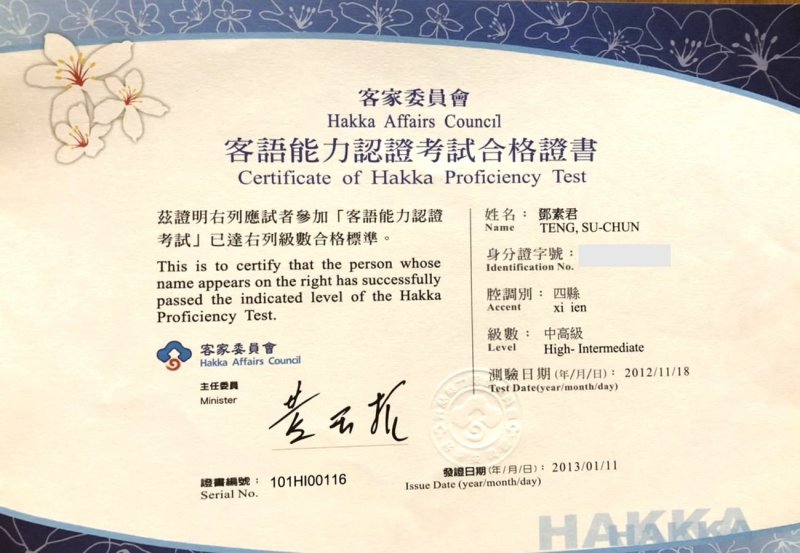 客家委員會
Hakka Affairs Council
客語能力認證考試合格證書
Certificate of Hakka Proficiency Test
茲證明右列應試者參加「客語能力認證
考試」已達右列級數合格標準。
This is to certify that the person whose
name appears on the right has successfully
passed the indicated level of the Hakka
Proficiency Test.
客家委員會
Hakka Affairs Council
主任委員
Minister
黃玉振
證書編號：101HI00116
Serial No.
姓名：鄧素君
Name TENG, SU-CHUN
身分證字號：
Identification No.
腔調別：四縣
Accent xi ien
級數：中高級
Level High- Intermediate
測驗日期(年/月/日)：2012/11/18
Test Date(year/month/day)
發證日期(年/月/日)：2013/01/11
Issue Date (year/month/day)
HAKKA
HAKKA